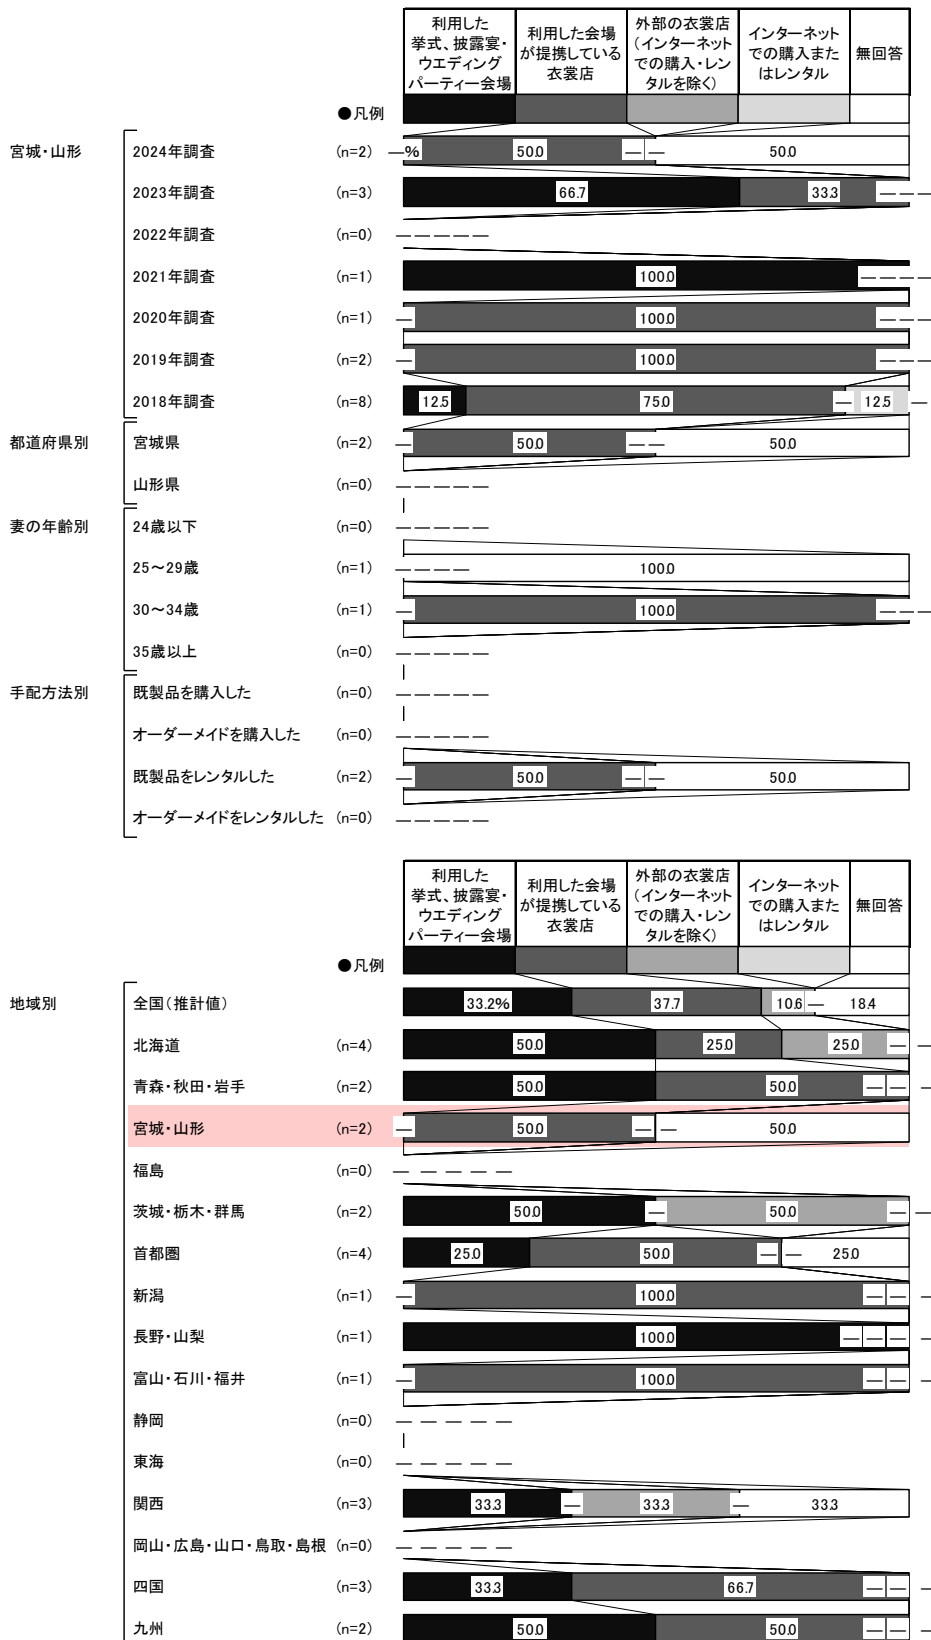 利用した
挙式、披露宴・
ウエディング
パーティー会場
利用した会場
が提携している
衣裳店
外部の衣裳店
(インターネット
での購入・レン
タルを除く)
インターネット
での購入また
はレンタル
無回答
●凡例
宮城・山形 2024年調査 (n=2) —% 50.0 — — 50.0
2023年調査 (n=3) 66.7 33.3 — — —
2022年調査 (n=0) — — — — —
2021年調査 (n=1) 100.0 — — — —
2020年調査 (n=1) — 100.0 — — —
2019年調査 (n=2) — 100.0 — — —
2018年調査 (n=8) 12.5 75.0 — 12.5 —
都道府県別 宮城県 (n=2) — 50.0 — — 50.0
山形県 (n=0) — — — — —
妻の年齢別 24歳以下 (n=0) — — — — —
25～29歳 (n=1) — — — — 100.0
30～34歳 (n=1) — 100.0 — — —
35歳以上 (n=0) — — — — —
手配方法別 既製品を購入した (n=0) — — — — —
オーダーメイドを購入した (n=0) — — — — —
既製品をレンタルした (n=2) — 50.0 — — 50.0
オーダーメイドをレンタルした (n=0) — — — — —
利用した
挙式、披露宴・
ウエディング
パーティー会場
利用した会場
が提携している
衣裳店
外部の衣裳店
(インターネット
での購入・レン
タルを除く)
インターネット
での購入また
はレンタル
無回答
●凡例
地域別 全国(推計値) 33.2% 37.7 10.6 — 18.4
北海道 (n=4) 50.0 25.0 25.0 — —
青森・秋田・岩手 (n=2) 50.0 50.0 — — —
宮城・山形 (n=2) — 50.0 — — 50.0
福島 (n=0) — — — — —
茨城・栃木・群馬 (n=2) 50.0 — 50.0 — —
首都圏 (n=4) 25.0 50.0 — — 25.0
新潟 (n=1) — 100.0 — — —
長野・山梨 (n=1) 100.0 — — — —
富山・石川・福井 (n=1) — 100.0 — — —
静岡 (n=0) — — — — —
東海 (n=0) — — — — —
関西 (n=3) 33.3 — 33.3 — 33.3
岡山・広島・山口・鳥取・島根 (n=0) — — — — —
四国 (n=3) 33.3 66.7 — — —
九州 (n=2) 50.0 50.0 — — —